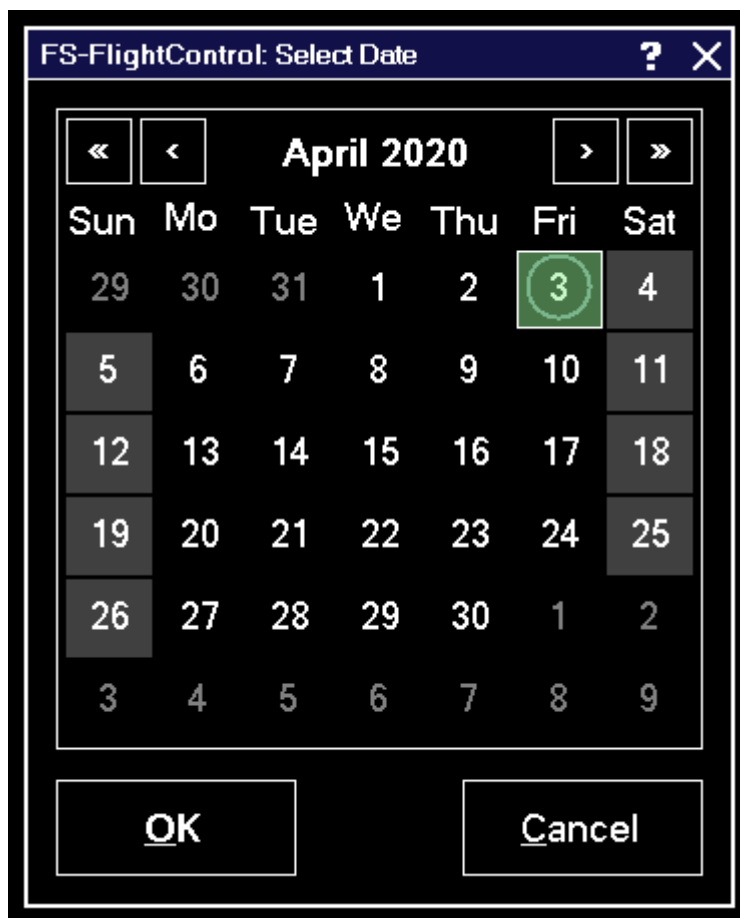 FS-FlightControl: Select Date ? X
« ‹ April 2020 › »
Sun Mo Tue We Thu Fri Sat
29 30 31 1 2 3 4
5 6 7 8 9 10 11
12 13 14 15 16 17 18
19 20 21 22 23 24 25
26 27 28 29 30 1 2
3 4 5 6 7 8 9
OK Cancel